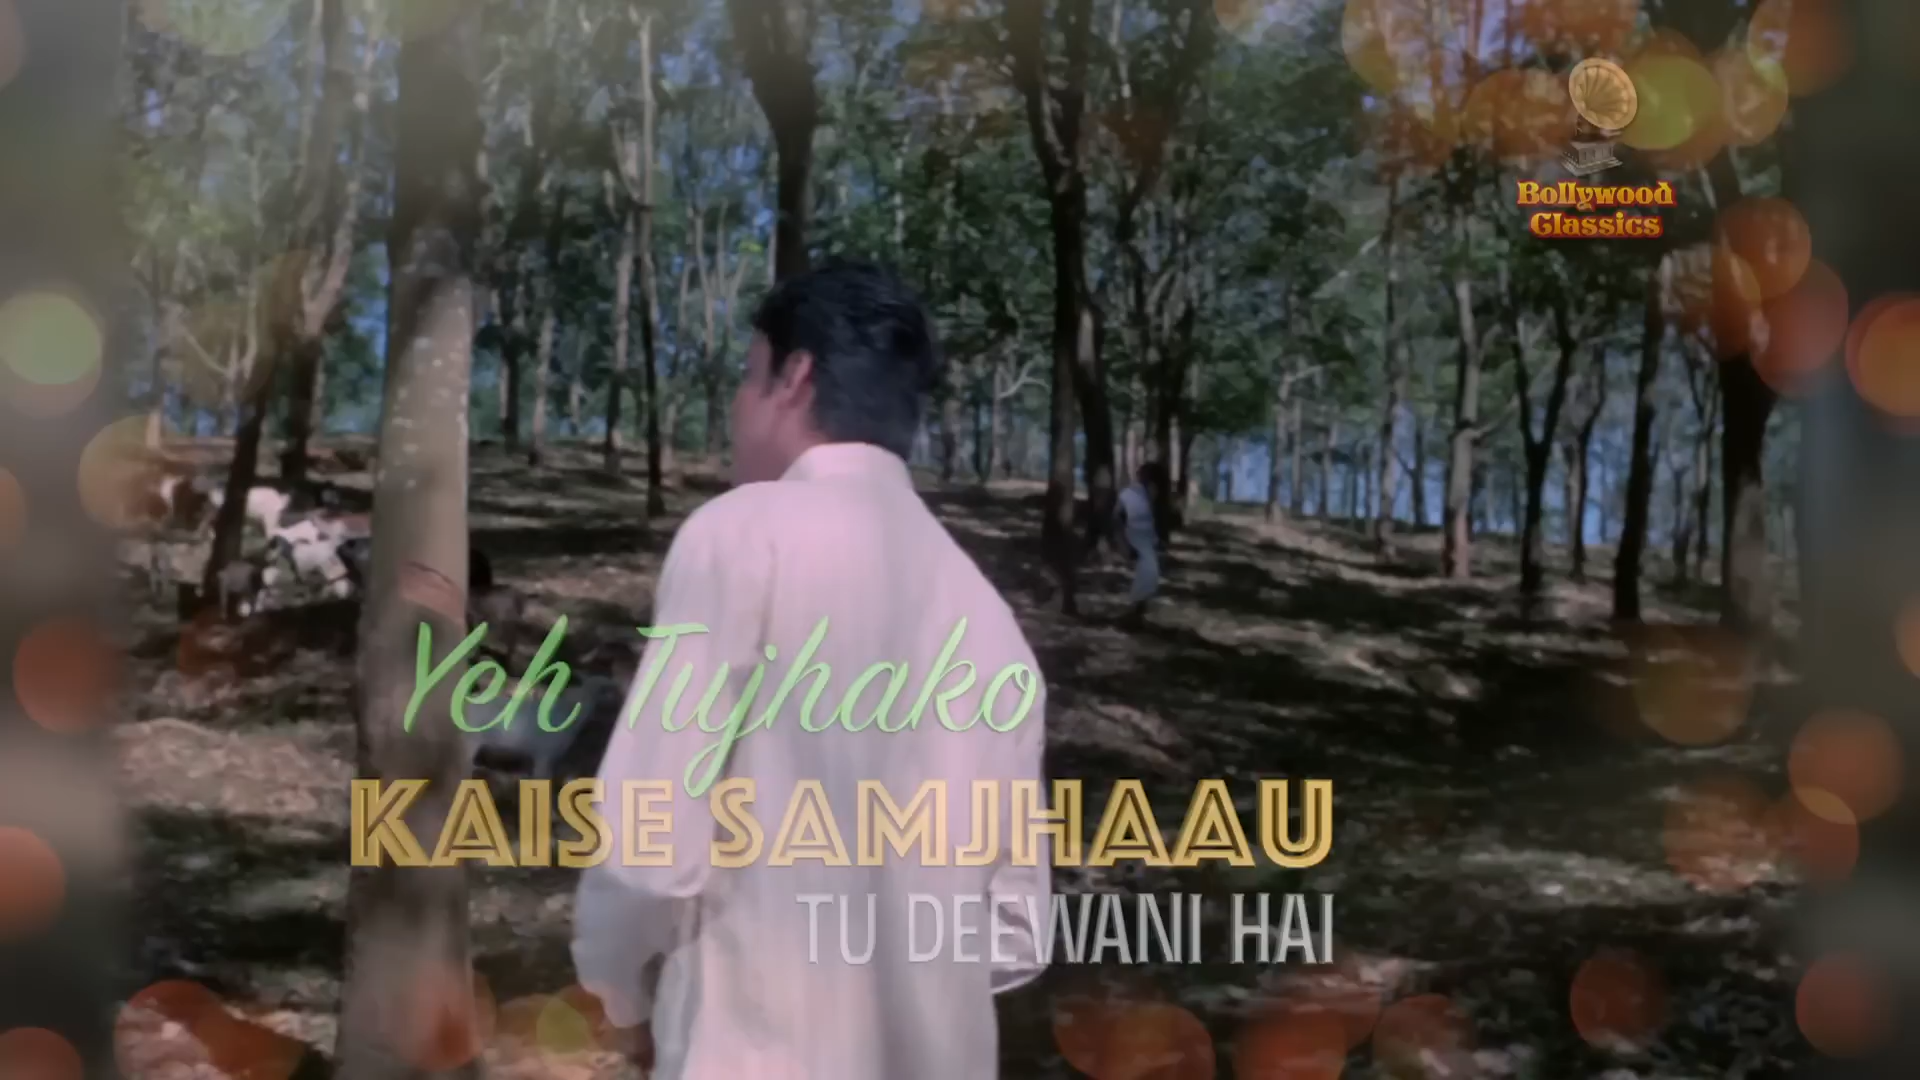 Bollywood
Classics
Yeh Tujhako
KAISE SAMJHAAU
TU DEEWANI HAI